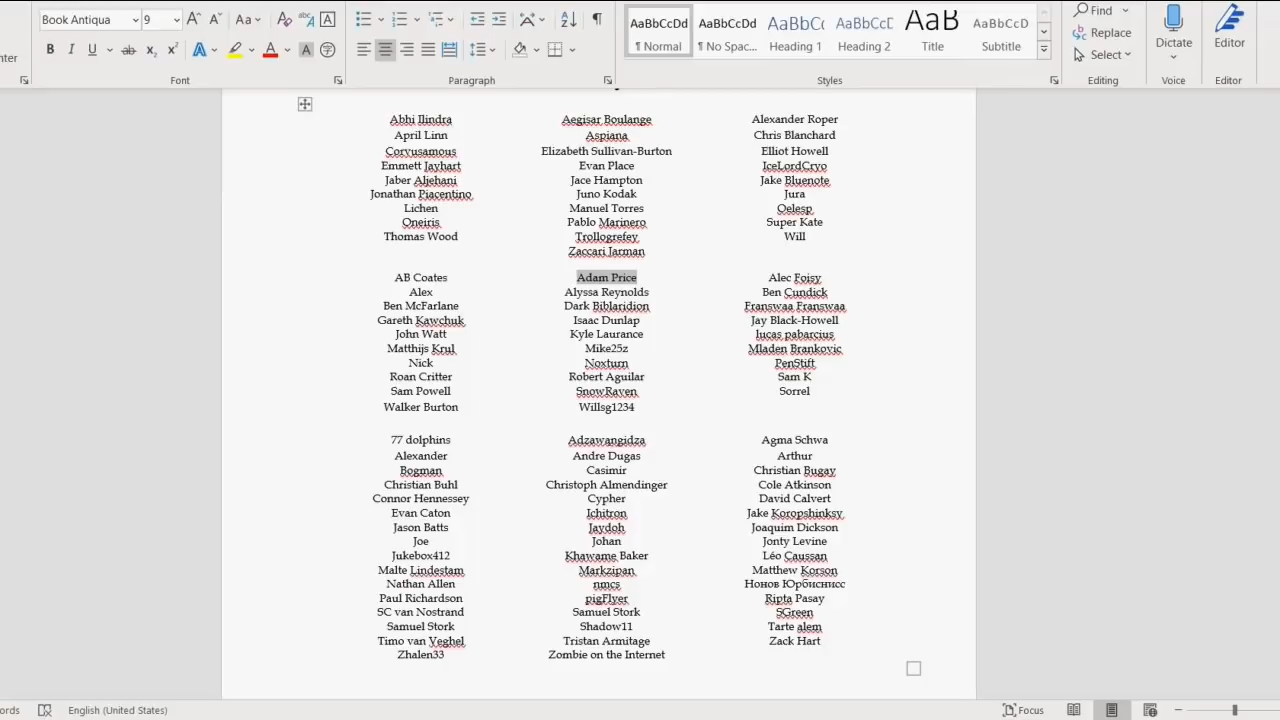 Book Antiqua 9 Aa Find
AaBbCcDd AaBbCcDd AaBbCc AaBbCcD AaB AaBbCcD
Replace
¶ Normal ¶ No Spac... Heading 1 Heading 2 Title Subtitle
Dictate Editor
Select
Font Paragraph Styles Editing Voice Editor
Abhi Ilindra Aegisar Boulange Alexander Roper
April Linn Aspiana Chris Blanchard
Corvusamous Elizabeth Sullivan-Burton Elliot Howell
Emmett Jayhart Evan Place IceLordCryo
Jaber Aljehani Jace Hampton Jake Bluenote
Jonathan Piacentino Juno Kodak Jura
Lichen Manuel Torres Oelesp
Oneiris Pablo Marinero Super Kate
Thomas Wood Trollogrefey Will
Zaccari Jarman
AB Coates Adam Price Alec Foisy
Alex Alyssa Reynolds Ben Cundick
Ben McFarlane Dark Biblaridion Franswaa Franswaa
Gareth Kawchuk Isaac Dunlap Jay Black-Howell
John Watt Kyle Laurance lucas pabarcius
Matthijs Krul Mike25z Mladen Brankovic
Nick Noxturn PenStift
Roan Critter Robert Aguilar Sam K
Sam Powell SnowRaven Sorrel
Walker Burton Willsg1234
77 dolphins Adzawangidza Agma Schwa
Alexander Andre Dugas Arthur
Bogman Casimir Christian Bugay
Christian Buhl Christoph Almendinger Cole Atkinson
Connor Hennessey Cypher David Calvert
Evan Caton Ichitron Jake Koropshinksy
Jason Batts Jaydoh Joaquim Dickson
Joe Johan Jonty Levine
Jukebox412 Khawame Baker Léo Caussan
Malte Lindestam Markzipan Matthew Korson
Nathan Allen nmcs Нонов Юрбиснисс
Paul Richardson pigFlyer Ripta Pasay
SC van Nostrand Samuel Stork SGreen
Samuel Stork Shadow11 Tarte alem
Timo van Veghel Tristan Armitage Zack Hart
Zhalen33 Zombie on the Internet
English (United States) Focus